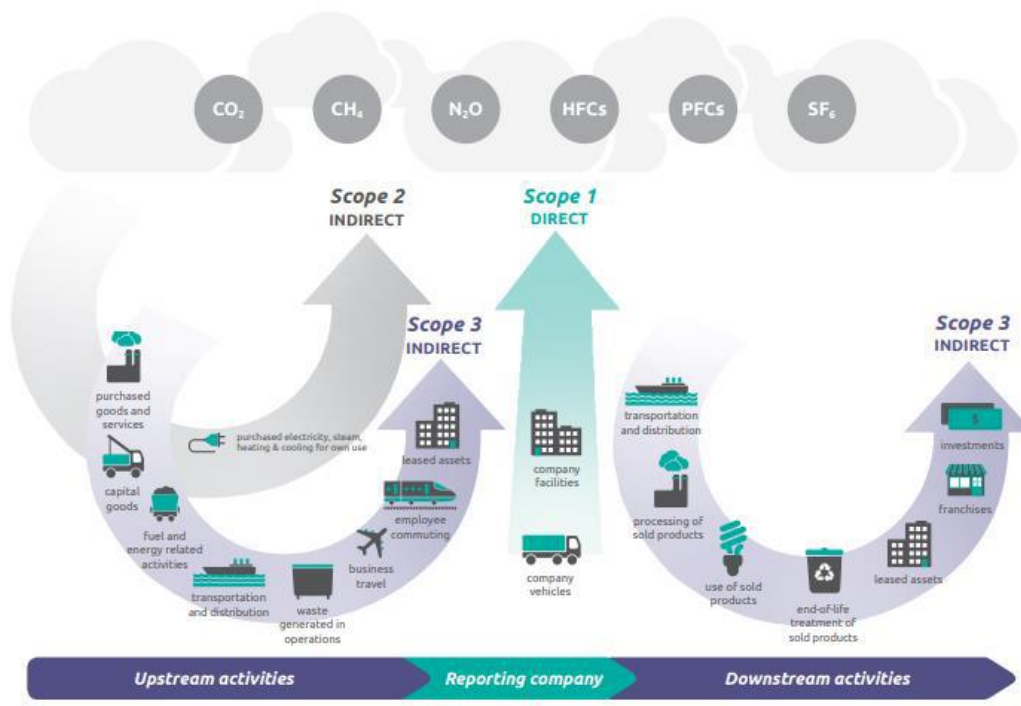 CO₂
CH₄
N₂O
HFCs
PFCs
SF₆
Scope 2
INDIRECT
Scope 1
DIRECT
Scope 3
INDIRECT
Scope 3
INDIRECT
purchased
goods and
services
capital
goods
fuel and
energy related
activities
transportation
and distribution
waste
generated in
operations
business
travel
employee
commuting
leased assets
purchased electricity, steam,
heating & cooling for own use
company
facilities
company
vehicles
transportation
and distribution
processing of
sold products
use of sold
products
end-of-life
treatment of
sold products
leased assets
franchises
$
investments
Upstream activities
Reporting company
Downstream activities